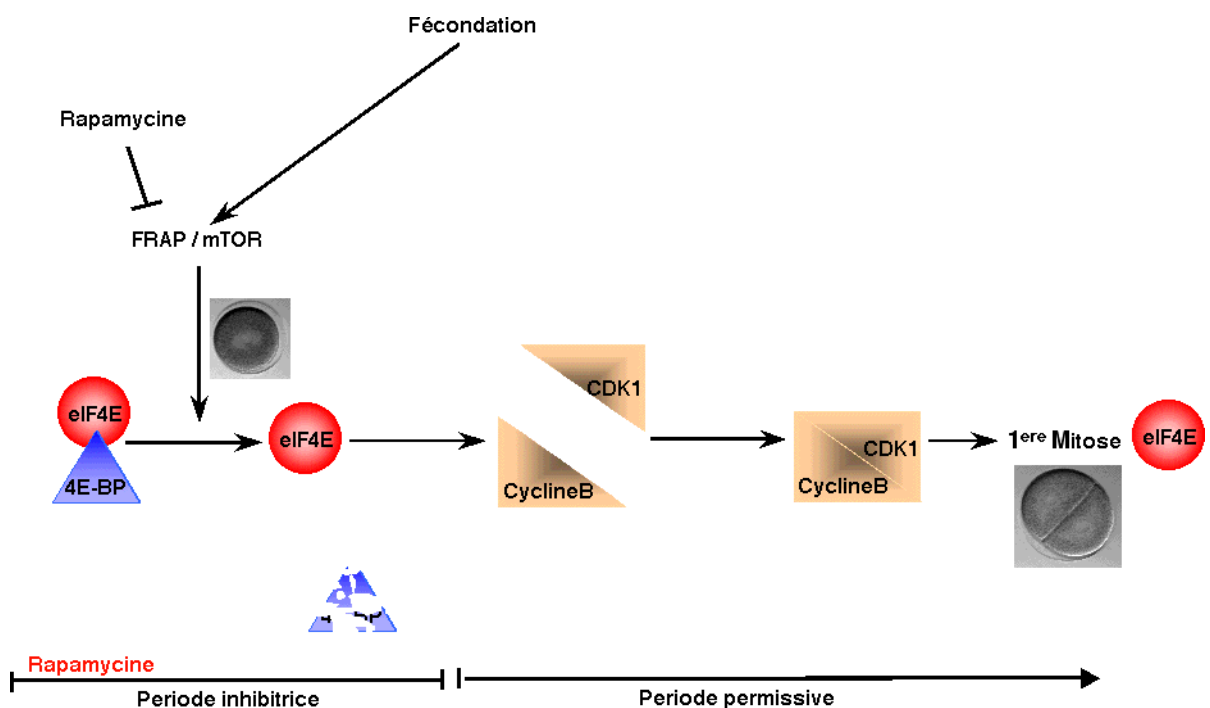 Fécondation
Rapamycine
FRAP / mTOR
eIF4E
4E-BP
eIF4E
CDK1
CyclineB
CDK1
CyclineB
1ere Mitose
eIF4E
Rapamycine
Periode inhibitrice
Periode permissive